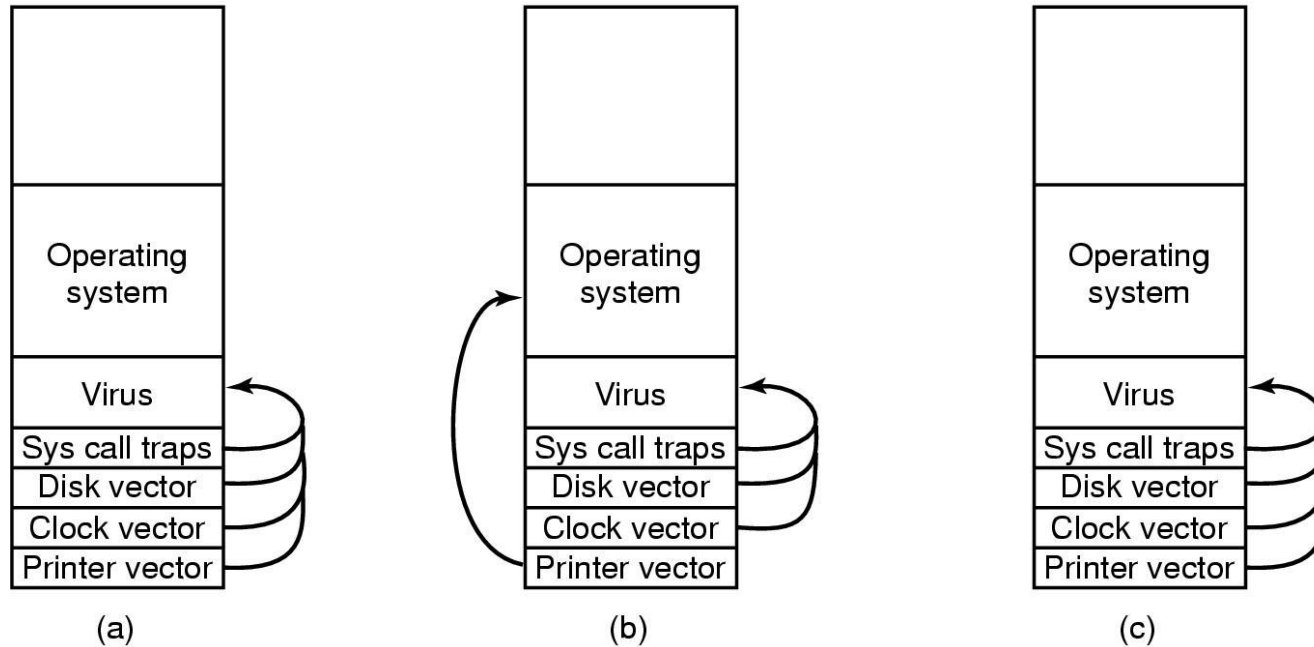 Operating
system
Virus
Sys call traps
Disk vector
Clock vector
Printer vector
(a)
Operating
system
Virus
Sys call traps
Disk vector
Clock vector
Printer vector
(b)
Operating
system
Virus
Sys call traps
Disk vector
Clock vector
Printer vector
(c)